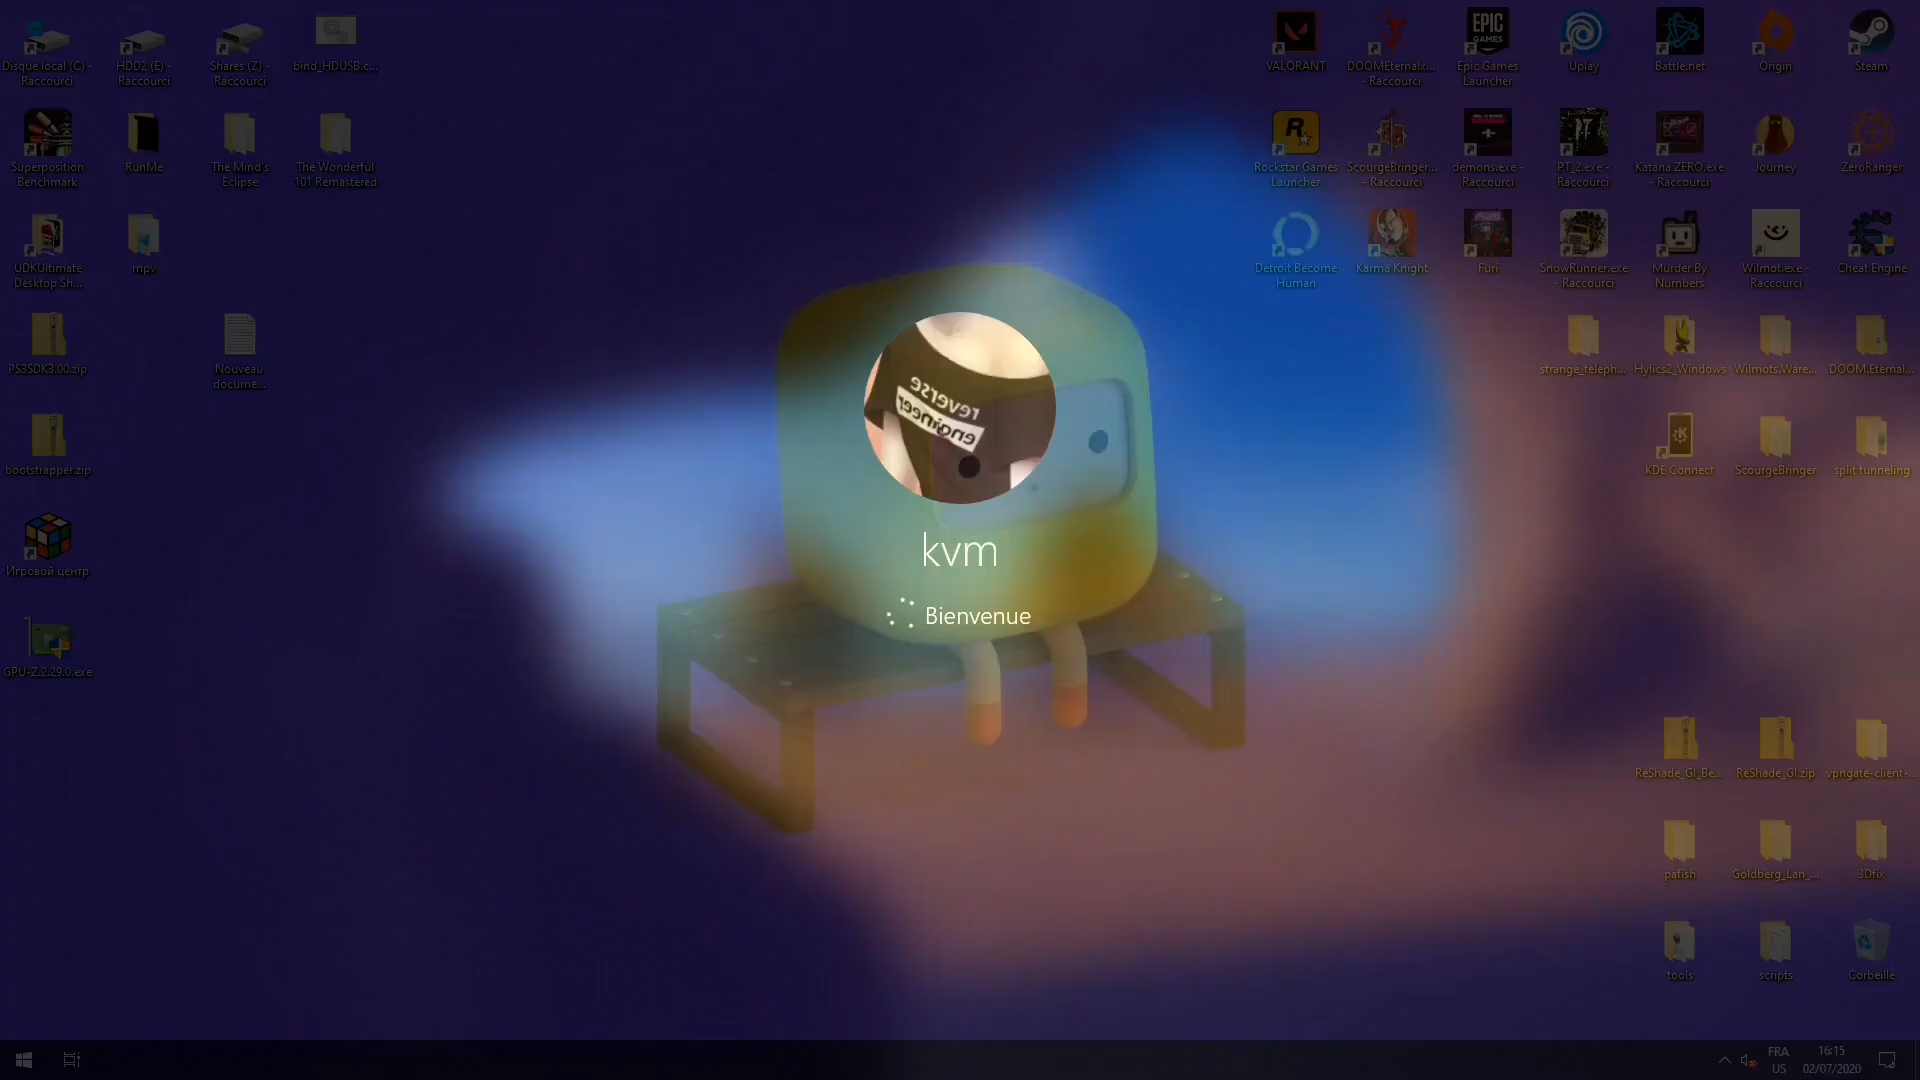 Disque local (C) -
Raccourci
HDD2 (E) -
Raccourci
Shares (Z) -
Raccourci
bind_HDUSB.c...
VALORANT
DOOMEternalx...
- Raccourci
EPIC
GAMES
Epic Games
Launcher
Uplay
Battle.net
Origin
Steam
Superposition
Benchmark
RunMe
The Mind's
Eclipse
The Wonderful
101 Remastered
Rockstar Games
Launcher
ScourgeBringer...
- Raccourci
demons.exe -
Raccourci
PT_2.exe -
Raccourci
Katana ZERO.exe
- Raccourci
Journey
ZeroRanger
UDKUltimate
Desktop Sh...
mpv
Detroit Become
Human
Karma Knight
Furi
SnowRunner.exe
- Raccourci
Murder By
Numbers
Wilmot.exe -
Raccourci
Cheat Engine
PS3SDK3.00.zip
Nouveau
docume...
strange_teleph...
Hylics2_Windows
Wilmots.Ware...
DOOM.Eternal...
reverse
engineer
bootstrapper.zip
KDE Connect
ScourgeBringer
split tunneling
kvm
Bienvenue
Игровой центр
GPU-Z.2.29.0.exe
ReShade_GI_Be...
ReShade_GI.zip
vpngate-client-...
pafish
Goldberg_Lan_...
3Dfix
tools
scripts
Corbeille
FRA
US
16:15
02/07/2020